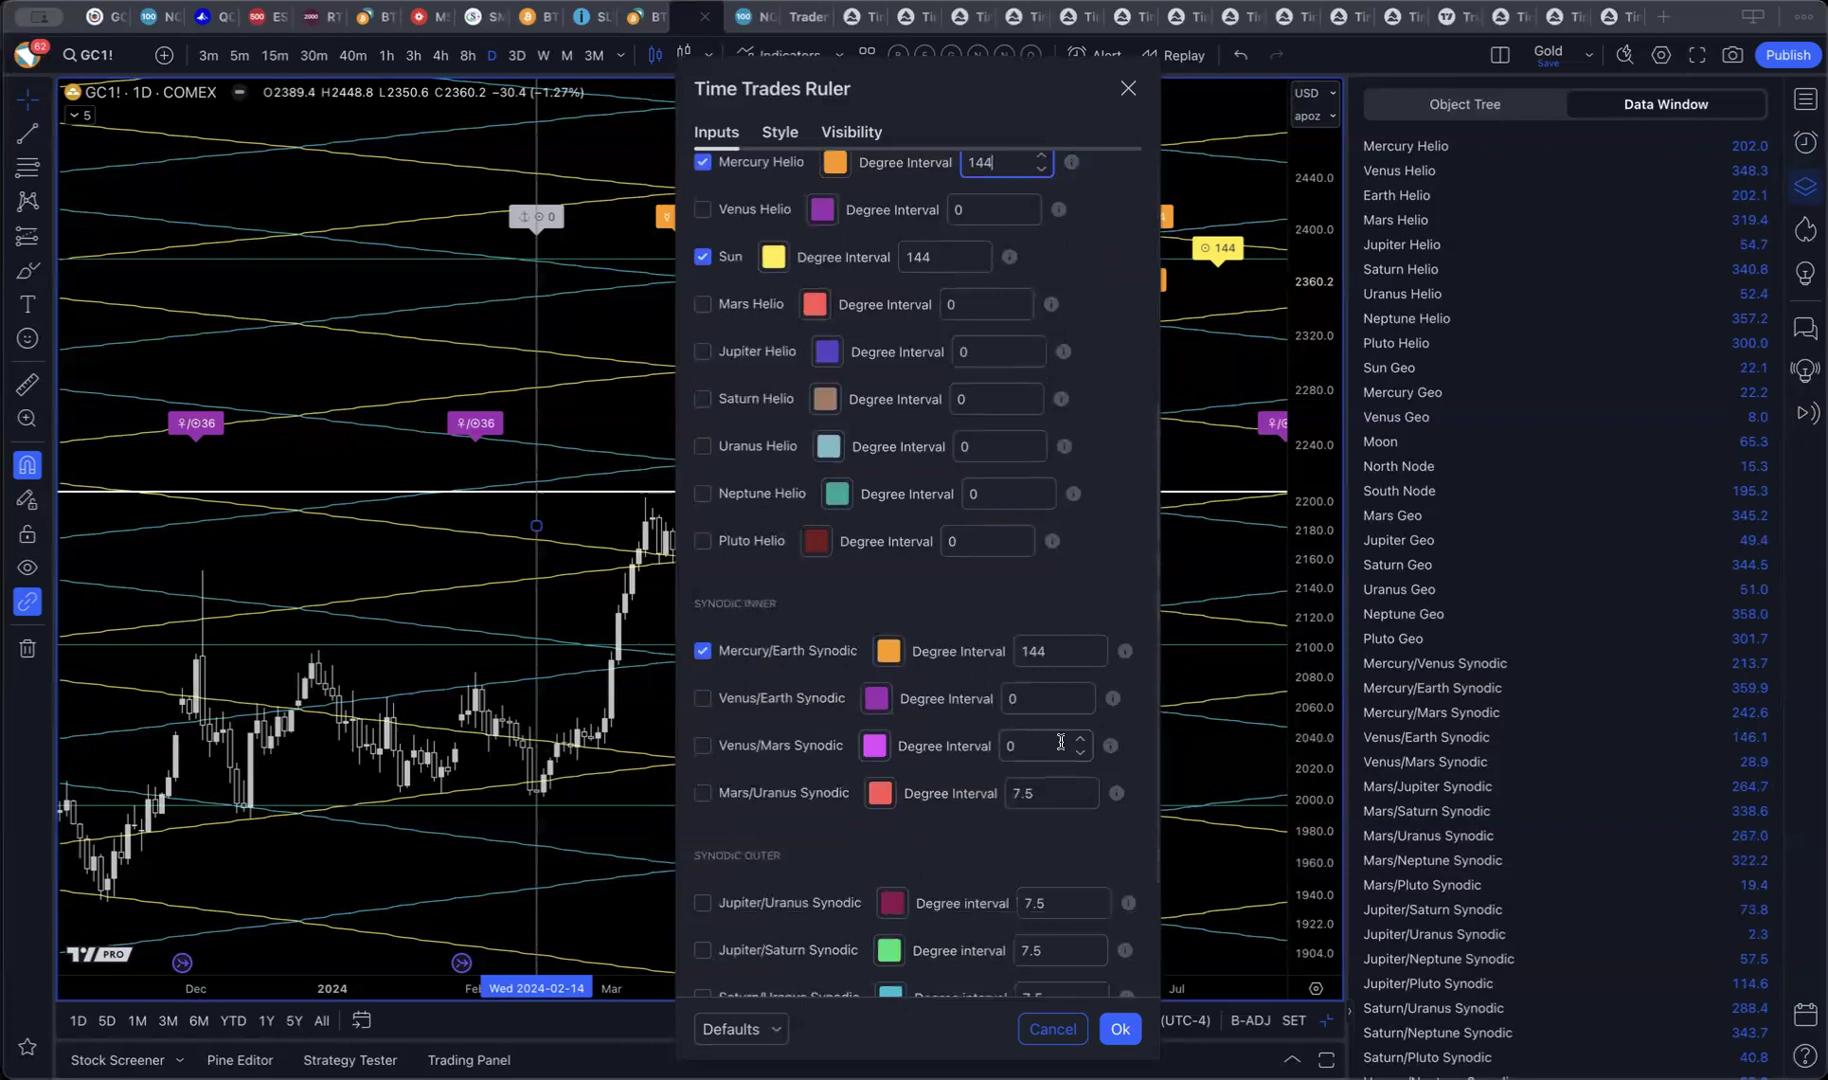 62
GC1!
3m 5m 15m 30m 40m 1h 3h 4h 8h D 3D W M 3M
Indicators
Alert
Replay
Gold
Save
Publish
GC1! · 1D · COMEX
O2389.4 H2448.8 L2350.6 C2360.2 −30.4 (−1.27%)
5
USD
apoz
Time Trades Ruler
Inputs Style Visibility
Mercury Helio Degree Interval 144
Venus Helio Degree Interval 0
Sun Degree Interval 144
Mars Helio Degree Interval 0
Jupiter Helio Degree Interval 0
Saturn Helio Degree Interval 0
Uranus Helio Degree Interval 0
Neptune Helio Degree Interval 0
Pluto Helio Degree Interval 0
SYNODIC INNER
Mercury/Earth Synodic Degree Interval 144
Venus/Earth Synodic Degree Interval 0
Venus/Mars Synodic Degree Interval 0
Mars/Uranus Synodic Degree Interval 7.5
SYNODIC OUTER
Jupiter/Uranus Synodic Degree interval 7.5
Jupiter/Saturn Synodic Degree interval 7.5
Defaults
Cancel
Ok
⊙ 0
⊙ 144
♀/⊙36
♀/⊙36
2440.0
2400.0
2360.2
2320.0
2280.0
2240.0
2200.0
2180.0
2160.0
2140.0
2120.0
2100.0
2080.0
2060.0
2040.0
2020.0
2000.0
1980.0
1960.0
1940.0
1922.0
1904.0
PRO
Dec 2024 Wed 2024-02-14 Mar Jul
1D 5D 1M 3M 6M YTD 1Y 5Y All
(UTC-4) B-ADJ SET
Stock Screener Pine Editor Strategy Tester Trading Panel
Object Tree Data Window
Mercury Helio 202.0
Venus Helio 348.3
Earth Helio 202.1
Mars Helio 319.4
Jupiter Helio 54.7
Saturn Helio 340.8
Uranus Helio 52.4
Neptune Helio 357.2
Pluto Helio 300.0
Sun Geo 22.1
Mercury Geo 22.2
Venus Geo 8.0
Moon 65.3
North Node 15.3
South Node 195.3
Mars Geo 345.2
Jupiter Geo 49.4
Saturn Geo 344.5
Uranus Geo 51.0
Neptune Geo 358.0
Pluto Geo 301.7
Mercury/Venus Synodic 213.7
Mercury/Earth Synodic 359.9
Mercury/Mars Synodic 242.6
Venus/Earth Synodic 146.1
Venus/Mars Synodic 28.9
Mars/Jupiter Synodic 264.7
Mars/Saturn Synodic 338.6
Mars/Uranus Synodic 267.0
Mars/Neptune Synodic 322.2
Mars/Pluto Synodic 19.4
Jupiter/Saturn Synodic 73.8
Jupiter/Uranus Synodic 2.3
Jupiter/Neptune Synodic 57.5
Jupiter/Pluto Synodic 114.6
Saturn/Uranus Synodic 288.4
Saturn/Neptune Synodic 343.7
Saturn/Pluto Synodic 40.8